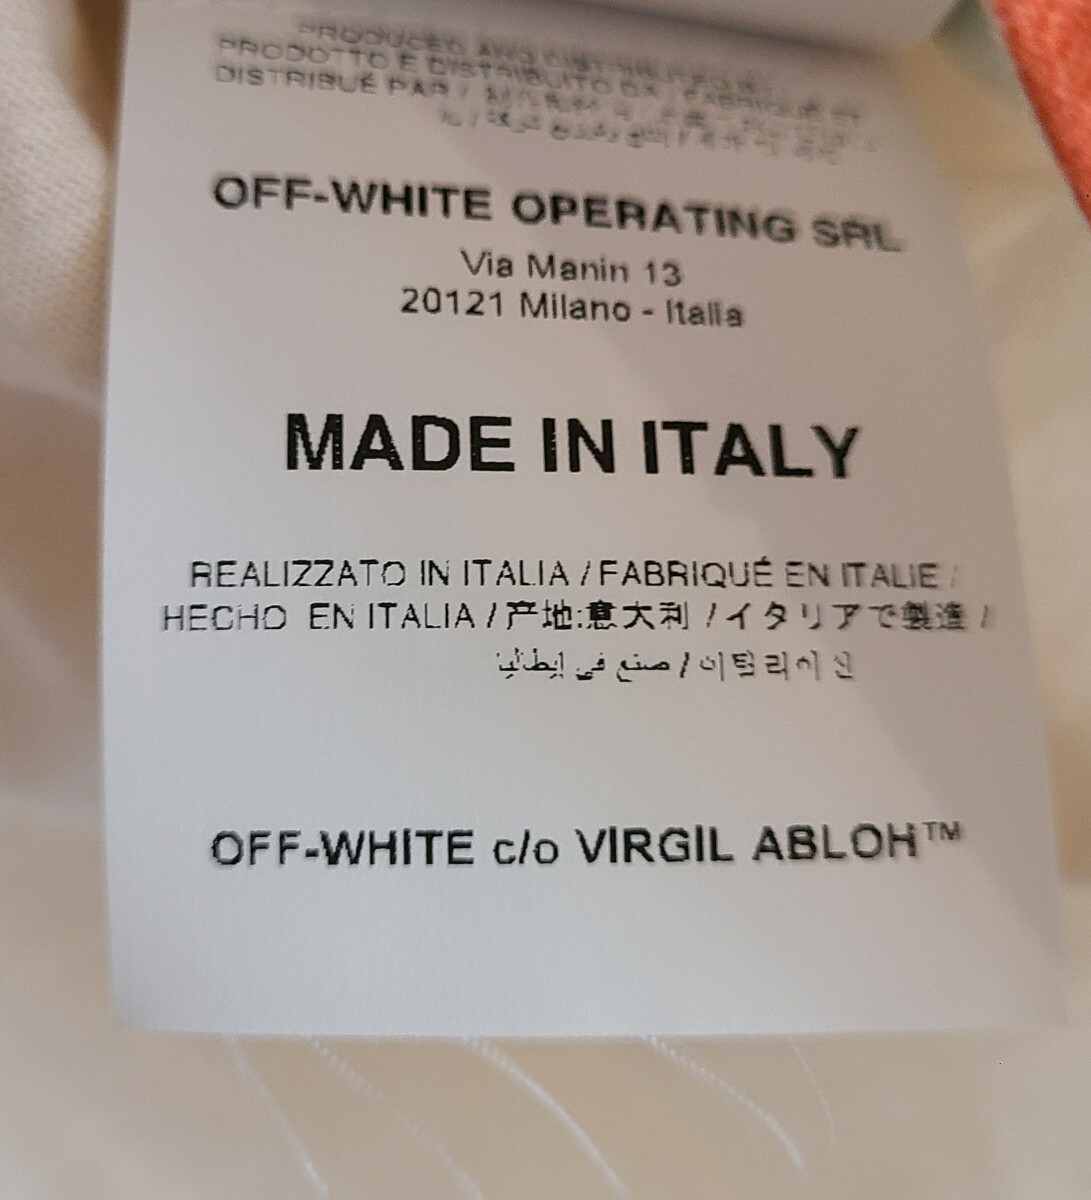 PRODUCED AND DISTRIBUTED BY
PRODOTTO E DISTRIBUITO DA / FABRIQUÉ ET
DISTRIBUÉ PAR /
OFF-WHITE OPERATING SRL
Via Manin 13
20121 Milano - Italia
MADE IN ITALY
REALIZZATO IN ITALIA / FABRIQUÉ EN ITALIE /
HECHO EN ITALIA / 产地:意大利 / イタリアで製造 /
이탈리아산 / صنع في إيطاليا
OFF-WHITE c/o VIRGIL ABLOH™